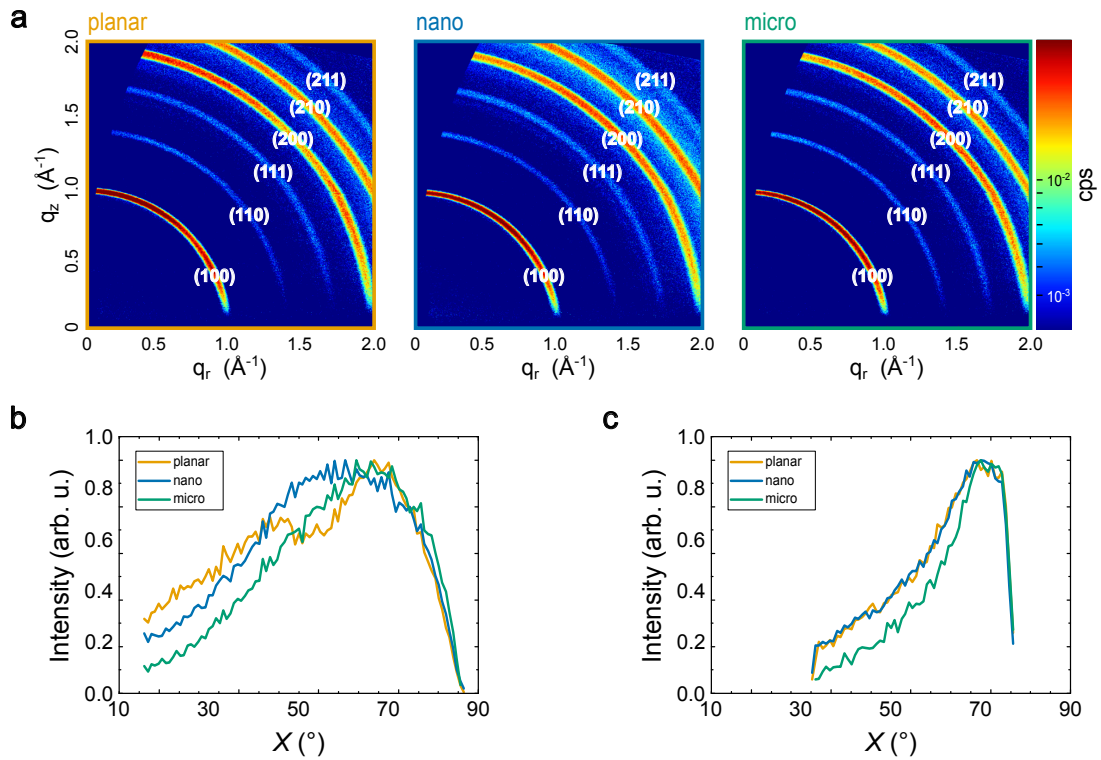 a
planar
nano
micro
2.0
1.5
1.0
0.5
0
q_z (Å⁻¹)
(211)
(210)
(200)
(111)
(110)
(100)
0 0.5 1.0 1.5 2.0
q_r (Å⁻¹)
(211)
(210)
(200)
(111)
(110)
(100)
0 0.5 1.0 1.5 2.0
q_r (Å⁻¹)
(211)
(210)
(200)
(111)
(110)
(100)
0 0.5 1.0 1.5 2.0
q_r (Å⁻¹)
10⁻²
10⁻³
cps
b
1.0
0.8
0.6
0.4
0.2
0.0
Intensity (arb. u.)
planar
nano
micro
10 30 50 70 90
X (°)
c
1.0
0.8
0.6
0.4
0.2
0.0
Intensity (arb. u.)
planar
nano
micro
10 30 50 70 90
X (°)